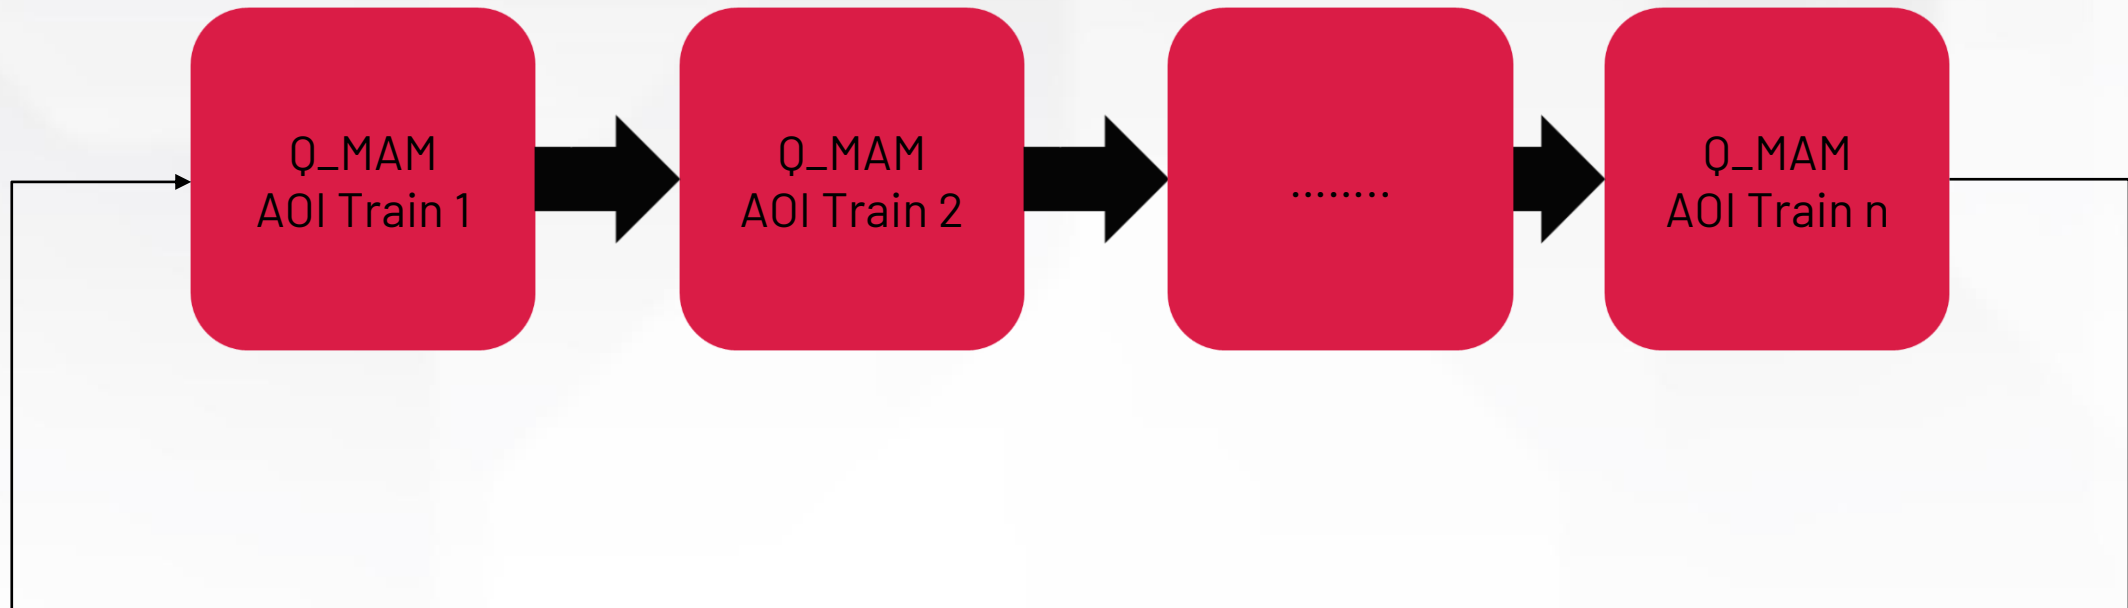 Q_MAM
AOI Train 1
Q_MAM
AOI Train 2
........
Q_MAM
AOI Train n